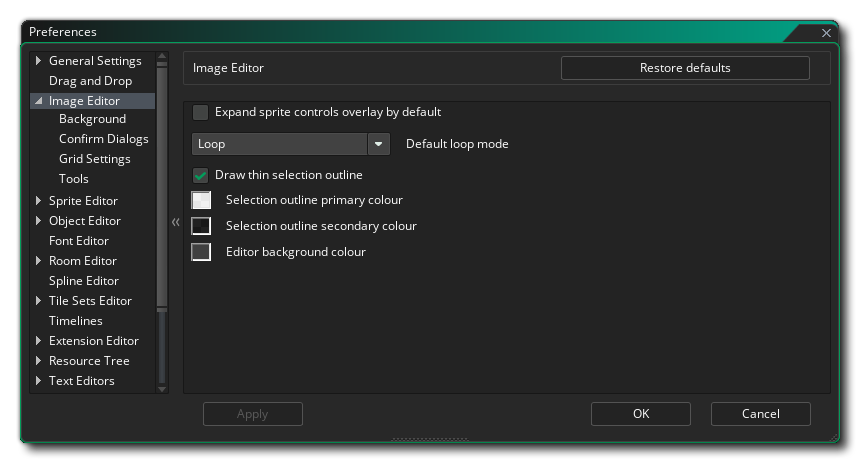 Preferences
General Settings
Drag and Drop
Image Editor
Background
Confirm Dialogs
Grid Settings
Tools
Sprite Editor
Object Editor
Font Editor
Room Editor
Spline Editor
Tile Sets Editor
Timelines
Extension Editor
Resource Tree
Text Editors
Image Editor
Restore defaults
Expand sprite controls overlay by default
Loop
Default loop mode
Draw thin selection outline
Selection outline primary colour
Selection outline secondary colour
Editor background colour
Apply
OK
Cancel